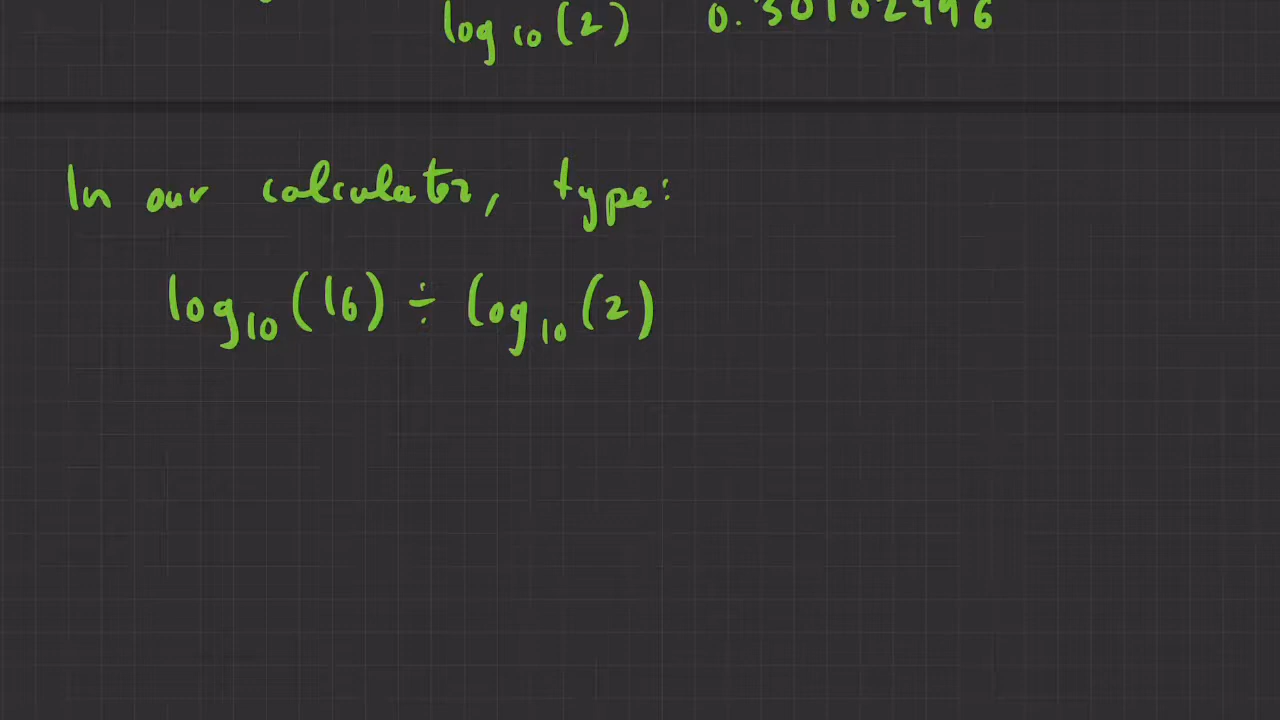 log₁₀(2) 0.30102996
In our calculator, type:
log₁₀(16) ÷ log₁₀(2)